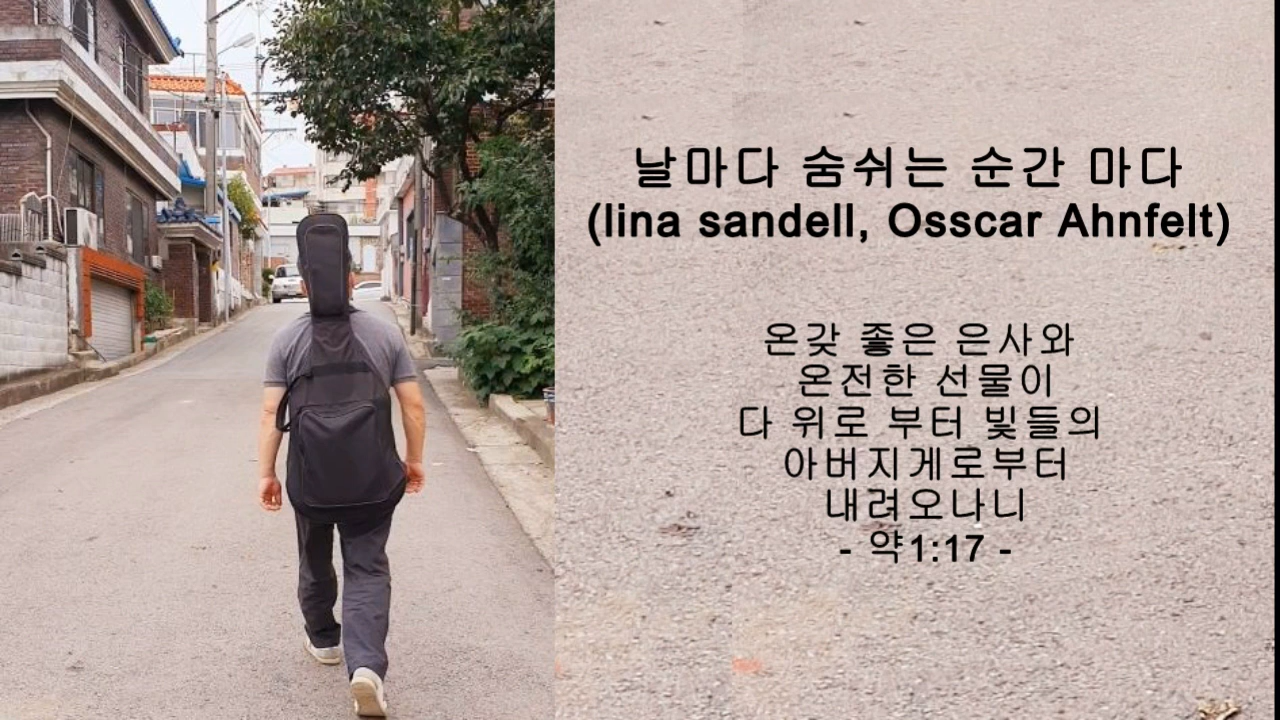 날마다 숨쉬는 순간 마다
(lina sandell, Osscar Ahnfelt)
온갖 좋은 은사와
온전한 선물이
다 위로 부터 빛들의
아버지게로부터
내려오나니
- 약1:17 -